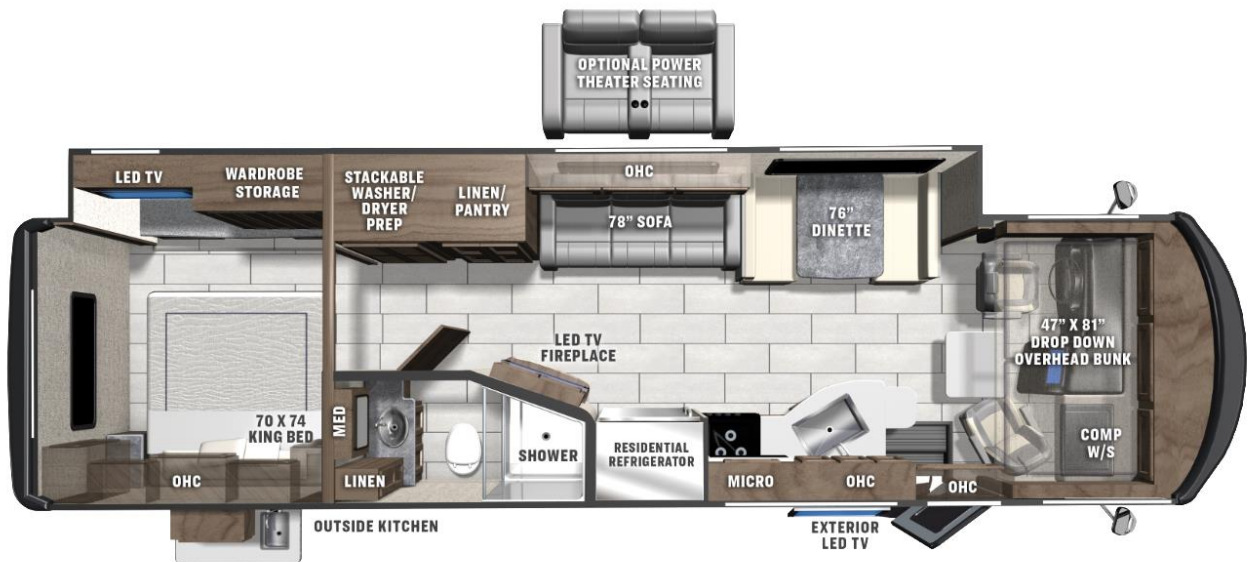 OPTIONAL POWER
THEATER SEATING
LED TV
WARDROBE
STORAGE
STACKABLE
WASHER/
DRYER
PREP
LINEN/
PANTRY
OHC
78” SOFA
76”
DINETTE
47” X 81”
DROP DOWN
OVERHEAD BUNK
LED TV
FIREPLACE
70 X 74
KING BED
OHC
MED
LINEN
SHOWER
RESIDENTIAL
REFRIGERATOR
MICRO
OHC
OHC
COMP
W/S
OUTSIDE KITCHEN
EXTERIOR
LED TV